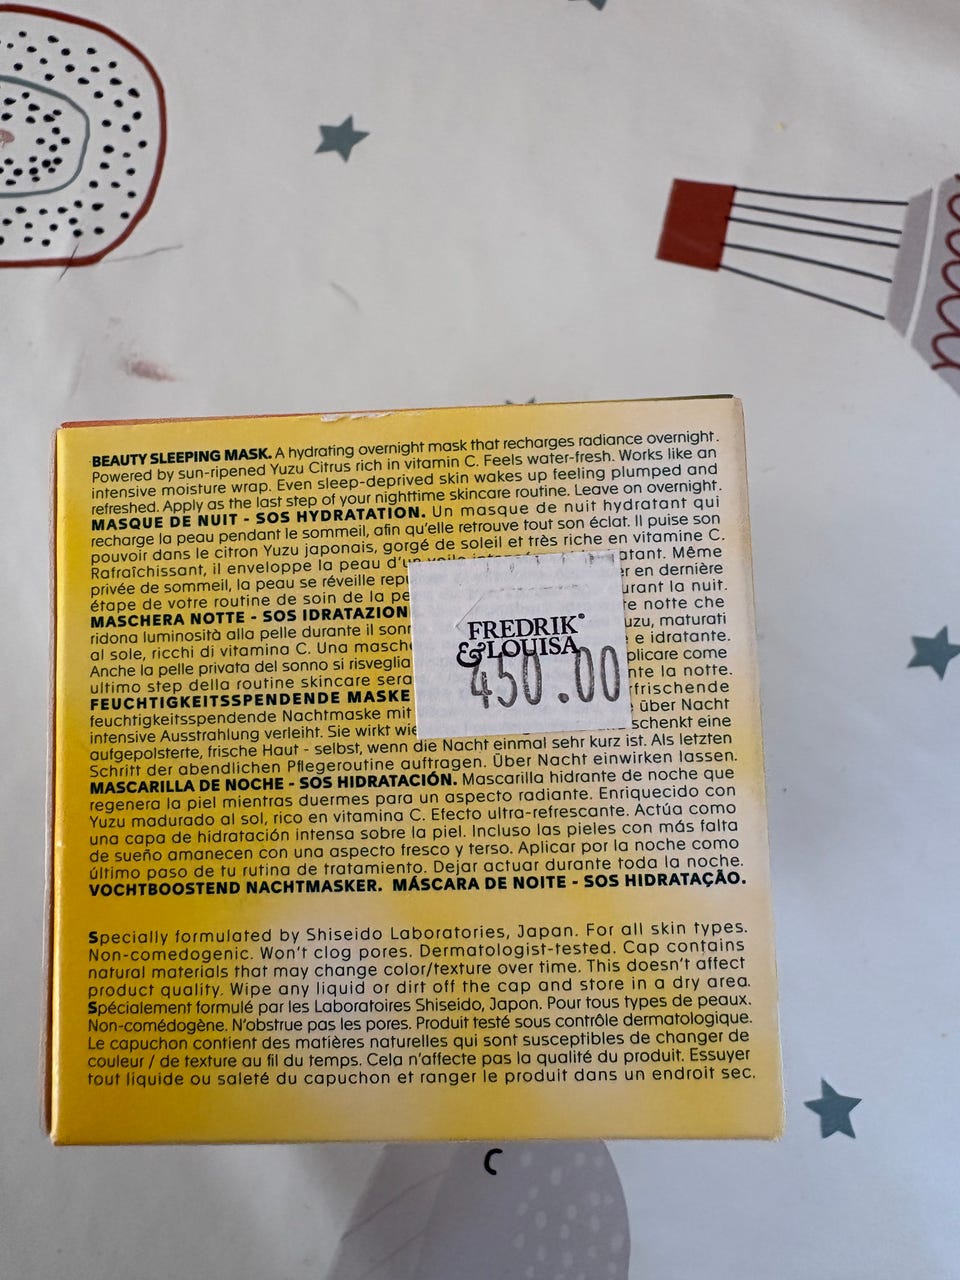 BEAUTY SLEEPING MASK. A hydrating overnight mask that recharges radiance overnight.
Powered by sun-ripened Yuzu Citrus rich in vitamin C. Feels water-fresh. Works like an
intensive moisture wrap. Even sleep-deprived skin wakes up feeling plumped and
refreshed. Apply as the last step of your nighttime skincare routine. Leave on overnight.
MASQUE DE NUIT - SOS HYDRATATION. Un masque de nuit hydratant qui
recharge la peau pendant le sommeil, afin qu'elle retrouve tout son éclat. Il puise son
pouvoir dans le citron Yuzu japonais, gorgé de soleil et très riche en vitamine C.
Rafraîchissant, il enveloppe la peau d'un voile Même
privée de sommeil, la peau se réveille en dernière
étape de votre routine de soin de la la nuit.
MASCHERA NOTTE - SOS notte che
ridona luminosità alla pelle durante il maturati
al sole, ricchi di vitamina C. Una e idratante.
Anche la pelle privata del sonno si risveglia come
ultimo step della routine skincare la notte.
FEUCHTIGKEITSSPENDENDE MASKE
feuchtigkeitsspendende Nachtmaske mit über Nacht
intensive Ausstrahlung verleiht. Sie wirkt schenkt eine
aufgepolsterte, frische Haut - selbst, wenn die Nacht einmal sehr kurz ist. Als letzten
Schritt der abendlichen Pflegeroutine auftragen. Über Nacht einwirken lassen.
MASCARILLA DE NOCHE - SOS HIDRATACIÓN. Mascarilla hidrante de noche que
regenera la piel mientras duermes para un aspecto radiante. Enriquecido con
Yuzu madurado al sol, rico en vitamina C. Efecto ultra-refrescante. Actúa como
una capa de hidratación intensa sobre la piel. Incluso las pieles con más falta
de sueño amanecen con una aspecto fresco y terso. Aplicar por la noche como
último paso de tu rutina de tratamiento. Dejar actuar durante toda la noche.
VOCHTBOOSTEND NACHTMASKER. MÁSCARA DE NOITE - SOS HIDRATAÇÃO.
FREDRIK
&LOUISA
450.00
Specially formulated by Shiseido Laboratories, Japan. For all skin types.
Non-comedogenic. Won't clog pores. Dermatologist-tested. Cap contains
natural materials that may change color/texture over time. This doesn't affect
product quality. Wipe any liquid or dirt off the cap and store in a dry area.
Spécialement formulé par les Laboratoires Shiseido, Japon. Pour tous types de peaux.
Non-comédogène. N'obstrue pas les pores. Produit testé sous contrôle dermatologique.
Le capuchon contient des matières naturelles qui sont susceptibles de changer de
couleur / de texture au fil du temps. Cela n'affecte pas la qualité du produit. Essuyer
tout liquide ou saleté du capuchon et ranger le produit dans un endroit sec.